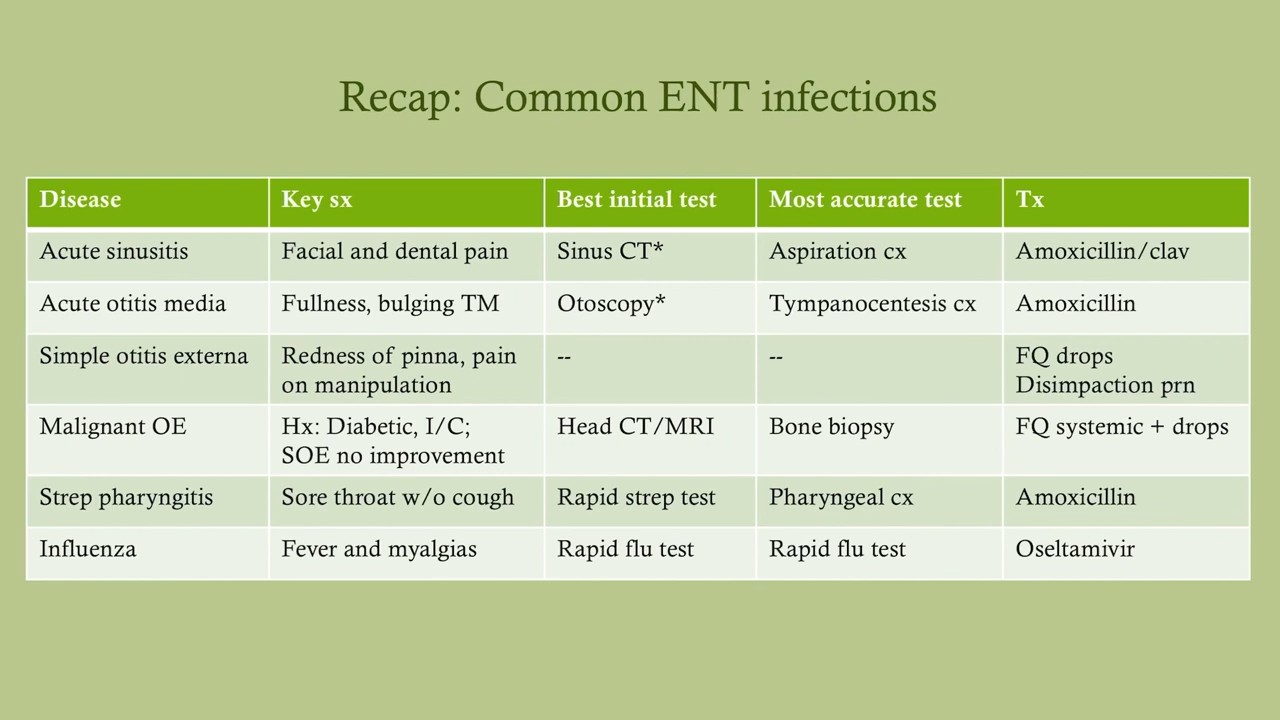 Recap: Common ENT infections
Disease Key sx Best initial test Most accurate test Tx
Acute sinusitis Facial and dental pain Sinus CT* Aspiration cx Amoxicillin/clav
Acute otitis media Fullness, bulging TM Otoscopy* Tympanocentesis cx Amoxicillin
Simple otitis externa Redness of pinna, pain -- -- FQ drops
on manipulation Disimpaction prn
Malignant OE Hx: Diabetic, I/C; Head CT/MRI Bone biopsy FQ systemic + drops
SOE no improvement
Strep pharyngitis Sore throat w/o cough Rapid strep test Pharyngeal cx Amoxicillin
Influenza Fever and myalgias Rapid flu test Rapid flu test Oseltamivir